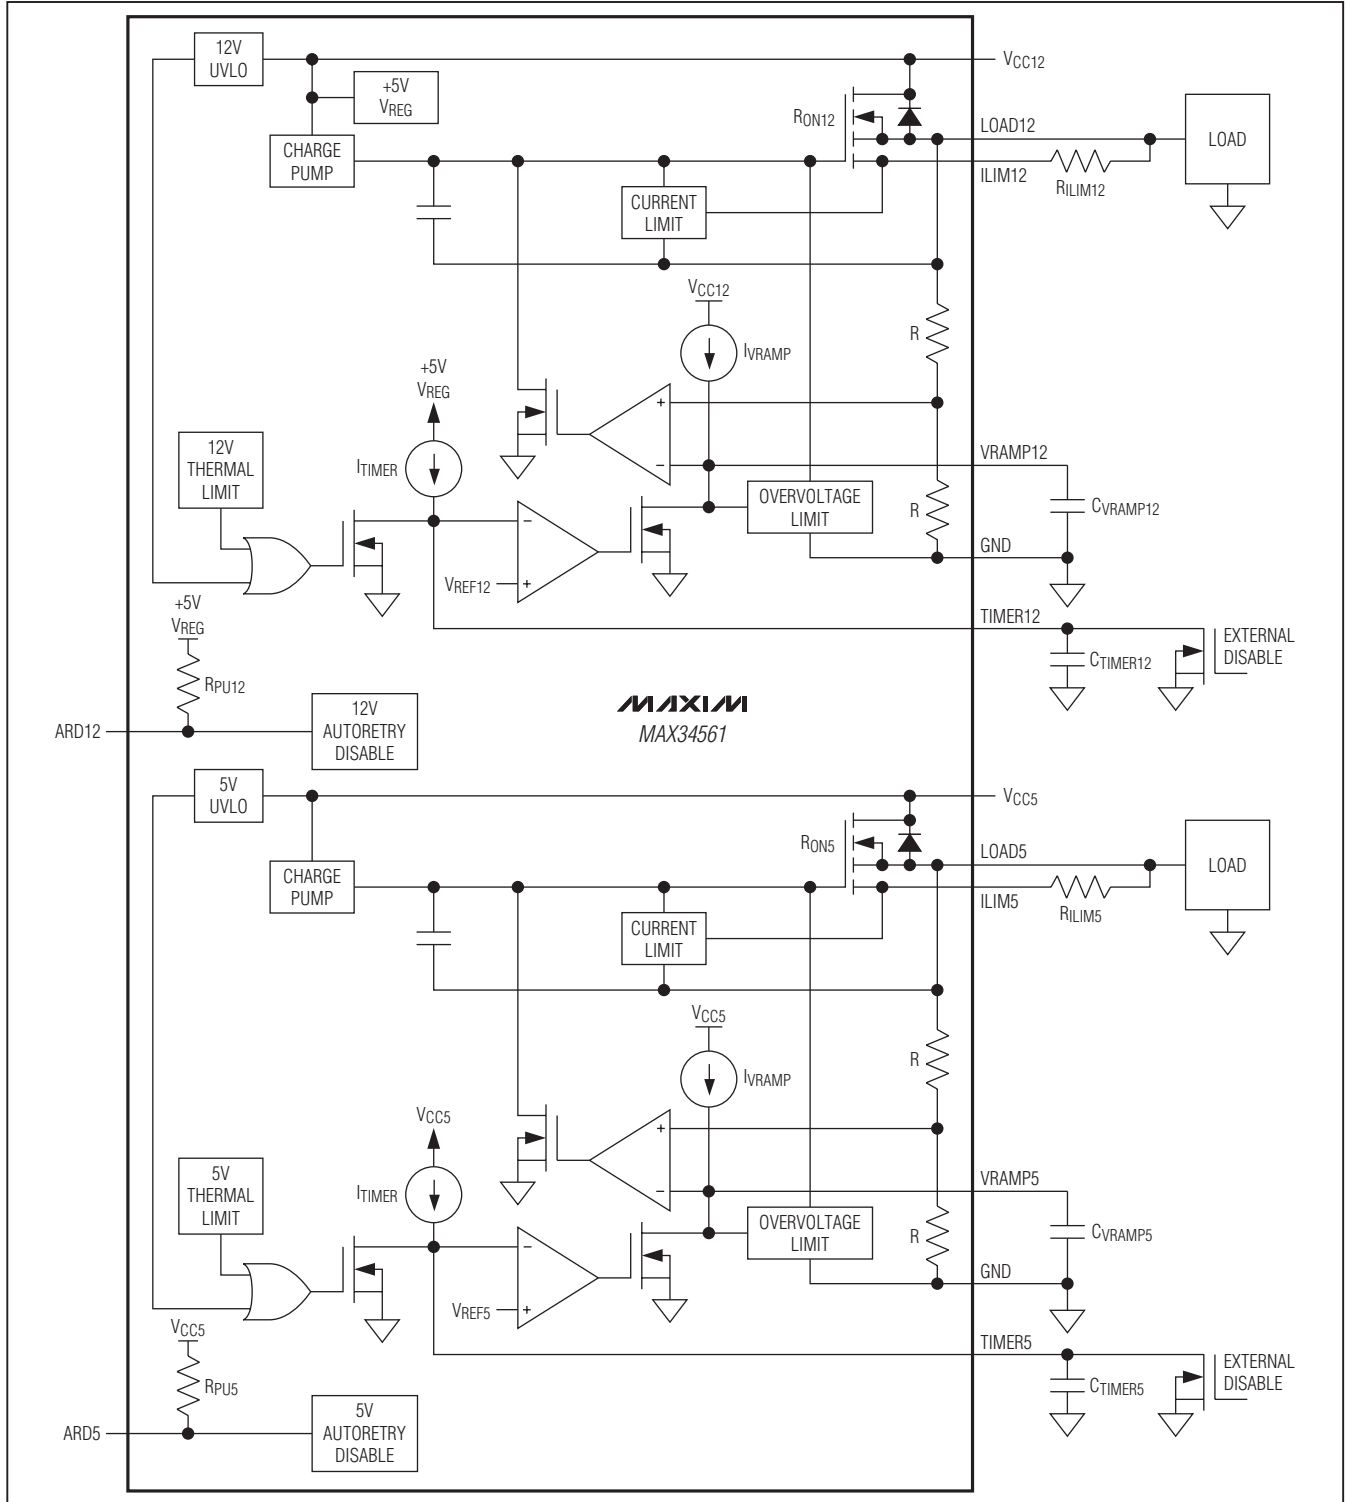 12V
UVLO
VCC12
+5V
VREG
RON12
LOAD12
LOAD
CHARGE
PUMP
ILIM12
RILIM12
CURRENT
LIMIT
VCC12
R
IVRAMP
+5V
VREG
+
12V
THERMAL
LIMIT
ITIMER
VRAMP12
−
OVERVOLTAGE
LIMIT
R
CVRAMP12
−
GND
VREF12
+
+5V
VREG
TIMER12
EXTERNAL
DISABLE
CTIMER12
RPU12
MAXIM
MAX34561
12V
AUTORETRY
DISABLE
ARD12
5V
UVLO
VCC5
RON5
LOAD5
LOAD
CHARGE
PUMP
ILIM5
RILIM5
CURRENT
LIMIT
VCC5
R
IVRAMP
VCC5
+
5V
THERMAL
LIMIT
ITIMER
VRAMP5
−
OVERVOLTAGE
LIMIT
R
CVRAMP5
−
GND
VREF5
+
VCC5
TIMER5
EXTERNAL
DISABLE
CTIMER5
RPU5
5V
AUTORETRY
DISABLE
ARD5